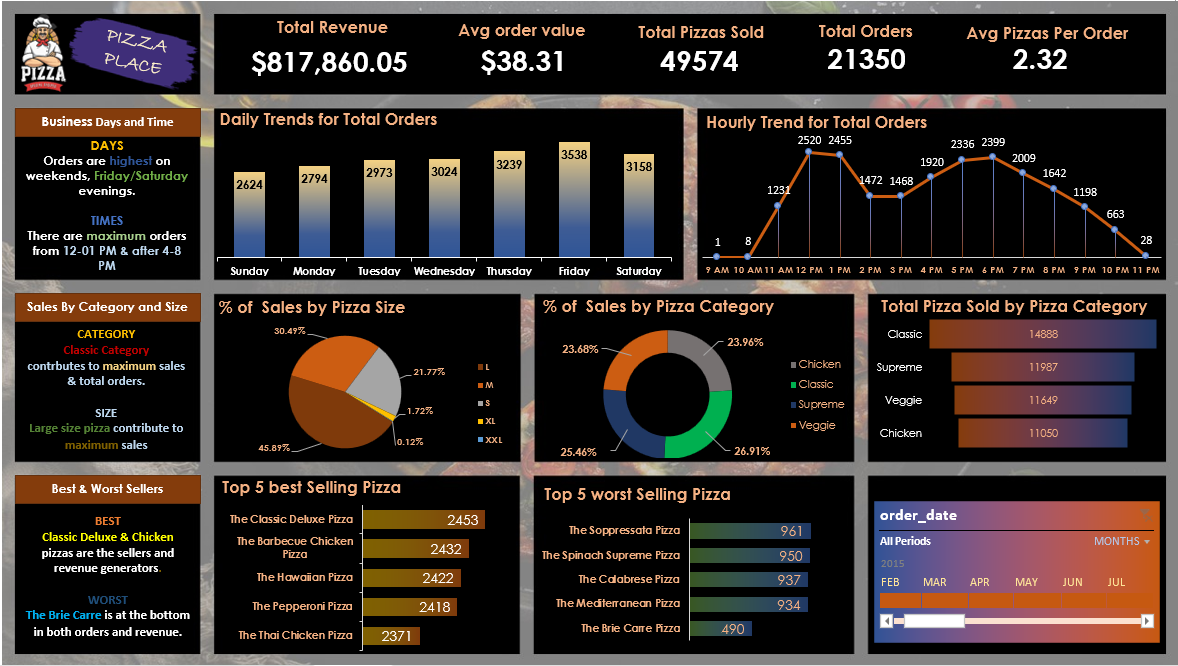 PIZZA
PIZZA
PLACE
Total Revenue
$817,860.05
Avg order value
$38.31
Total Pizzas Sold
49574
Total Orders
21350
Avg Pizzas Per Order
2.32
Business Days and Time
DAYS
Orders are highest on
weekends, Friday/Saturday
evenings.
TIMES
There are maximum orders
from 12-01 PM & after 4-8
PM
Daily Trends for Total Orders
2624 2794 2973 3024 3239 3538 3158
Sunday Monday Tuesday Wednesday Thursday Friday Saturday
Hourly Trend for Total Orders
1 8 1231 2520 2455 1472 1468 1920 2336 2399 2009 1642 1198 663 28
9 AM 10 AM 11 AM 12 PM 1 PM 2 PM 3 PM 4 PM 5 PM 6 PM 7 PM 8 PM 9 PM 10 PM 11 PM
Sales By Category and Size
CATEGORY
Classic Category
contrbutes to maximum sales
& total orders.
SIZE
Large size pizza contribute to
maximum sales
% of Sales by Pizza Size
30.49%
21.77%
1.72%
0.12%
45.89%
L
M
S
XL
XXL
% of Sales by Pizza Category
23.68%
23.96%
25.46%
26.91%
Chicken
Classic
Supreme
Veggie
Total Pizza Sold by Pizza Category
Classic 14888
Supreme 11987
Veggie 11649
Chicken 11050
Best & Worst Sellers
BEST
Classic Deluxe & Chicken
pizzas are the sellers and
revenue generators.
WORST
The Brie Carre is at the bottom
in both orders and revenue.
Top 5 best Selling Pizza
The Classic Deluxe Pizza 2453
The Barbecue Chicken
Pizza 2432
The Hawaiian Pizza 2422
The Pepperoni Pizza 2418
The Thai Chicken Pizza 2371
Top 5 worst Selling Pizza
The Soppressata Pizza 961
The Spinach Supreme Pizza 950
The Calabrese Pizza 937
The Mediterranean Pizza 934
The Brie Carre Pizza 490
order_date
All Periods MONTHS
2015
FEB MAR APR MAY JUN JUL